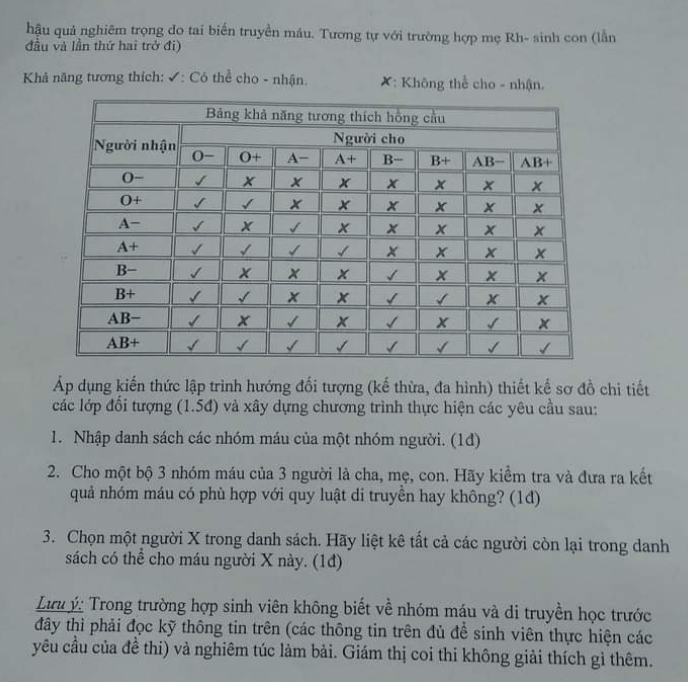 hậu quả nghiêm trọng do tai biến truyền máu. Tương tự với trường hợp mẹ Rh- sinh con (lần
đầu và lần thứ hai trở đi)
Khả năng tương thích: ✓: Có thể cho - nhận. ✗: Không thể cho - nhận.
Bảng khả năng tương thích hồng cầu
Người nhận Người cho
O− O+ A− A+ B− B+ AB− AB+
O− ✓ ✗ ✗ ✗ ✗ ✗ ✗ ✗
O+ ✓ ✓ ✗ ✗ ✗ ✗ ✗ ✗
A− ✓ ✗ ✓ ✗ ✗ ✗ ✗ ✗
A+ ✓ ✓ ✓ ✓ ✗ ✗ ✗ ✗
B− ✓ ✗ ✗ ✗ ✓ ✗ ✗ ✗
B+ ✓ ✓ ✗ ✗ ✓ ✓ ✗ ✗
AB− ✓ ✗ ✓ ✗ ✓ ✗ ✓ ✗
AB+ ✓ ✓ ✓ ✓ ✓ ✓ ✓ ✓
Áp dụng kiến thức lập trình hướng đối tượng (kế thừa, đa hình) thiết kế sơ đồ chi tiết
các lớp đối tượng (1.5đ) và xây dựng chương trình thực hiện các yêu cầu sau:
1. Nhập danh sách các nhóm máu của một nhóm người. (1đ)
2. Cho một bộ 3 nhóm máu của 3 người là cha, mẹ, con. Hãy kiểm tra và đưa ra kết
quả nhóm máu có phù hợp với quy luật di truyền hay không? (1đ)
3. Chọn một người X trong danh sách. Hãy liệt kê tất cả các người còn lại trong danh
sách có thể cho máu người X này. (1đ)
Lưu ý: Trong trường hợp sinh viên không biết về nhóm máu và di truyền học trước
đây thì phải đọc kỹ thông tin trên (các thông tin trên đủ để sinh viên thực hiện các
yêu cầu của đề thi) và nghiêm túc làm bài. Giám thị coi thi không giải thích gì thêm.